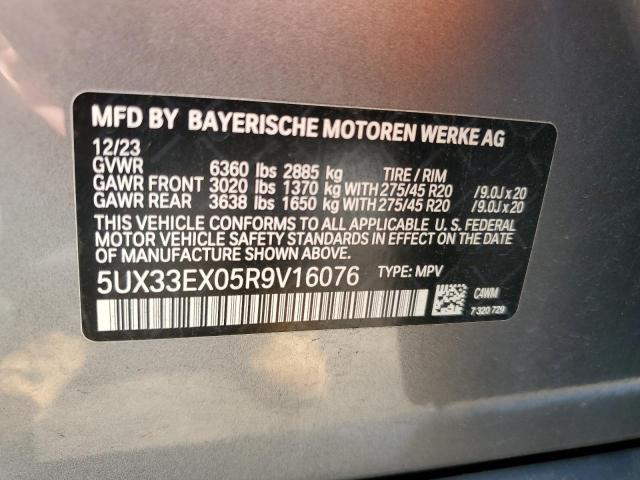 MFD BY BAYERISCHE MOTOREN WERKE AG
12/23
GVWR 6360 lbs 2885 kg TIRE / RIM
GAWR FRONT 3020 lbs 1370 kg WITH 275/45 R20 /9.0J x 20
GAWR REAR 3638 lbs 1650 kg WITH 275/45 R20 /9.0J x 20
THIS VEHICLE CONFORMS TO ALL APPLICABLE U. S. FEDERAL
MOTOR VEHICLE SAFETY STANDARDS IN EFFECT ON THE
DATE OF MANUFACTURE SHOWN ABOVE.
5UX33EX05R9V16076 TYPE: MPV
C4WM
7 320 729